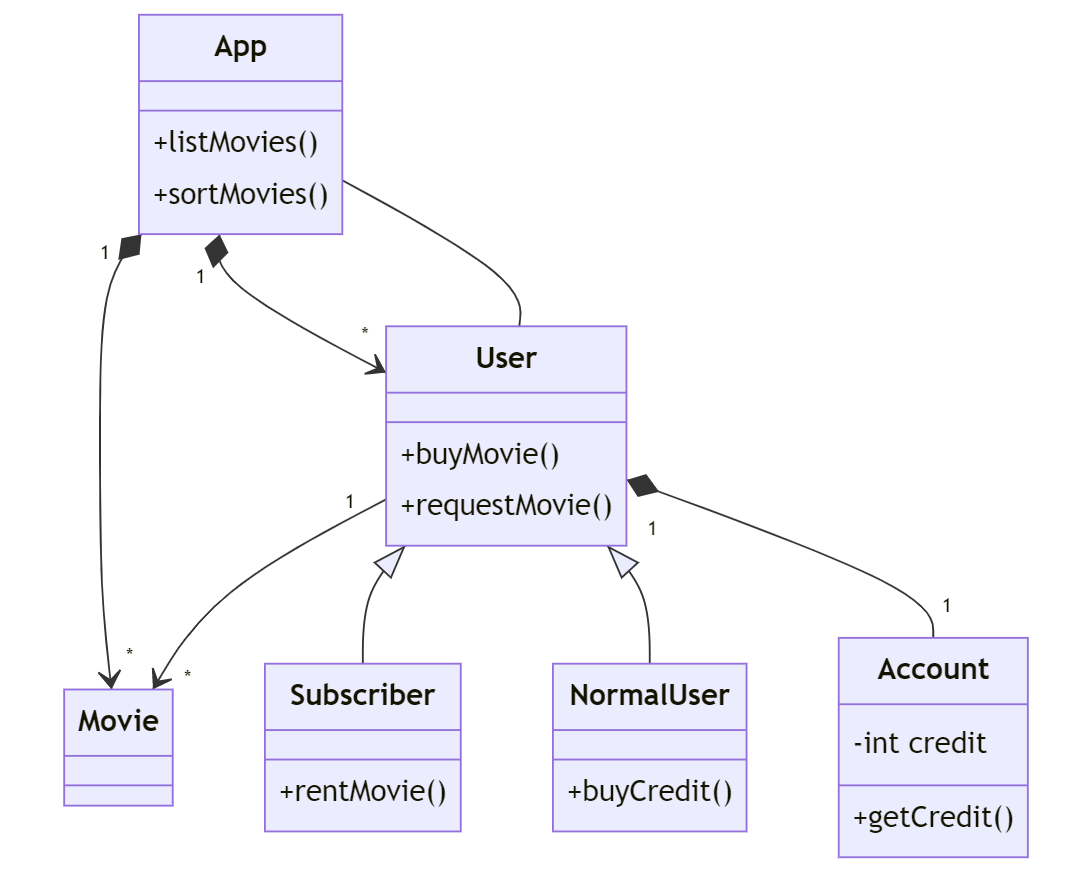 App
+listMovies()
+sortMovies()
1
1
*
User
+buyMovie()
+requestMovie()
1
1
1
*
*
Movie
Subscriber
+rentMovie()
NormalUser
+buyCredit()
Account
-int credit
+getCredit()